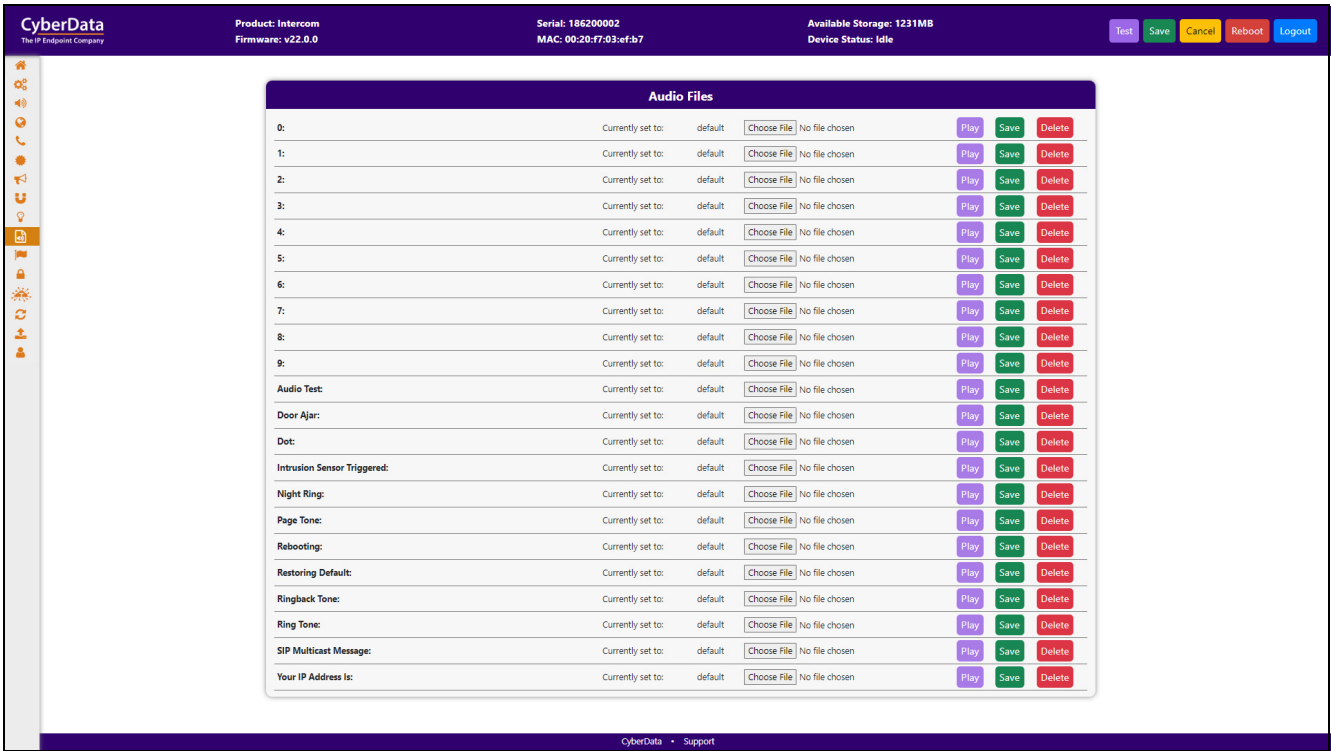 CyberData
The IP Endpoint Company
Product: Intercom
Firmware: v22.0.0
Serial: 186200002
MAC: 00:20:f7:03:ef:b7
Available Storage: 1231MB
Device Status: Idle
Test Save Cancel Reboot Logout
Audio Files
0: Currently set to: default Choose File No file chosen Play Save Delete
1: Currently set to: default Choose File No file chosen Play Save Delete
2: Currently set to: default Choose File No file chosen Play Save Delete
3: Currently set to: default Choose File No file chosen Play Save Delete
4: Currently set to: default Choose File No file chosen Play Save Delete
5: Currently set to: default Choose File No file chosen Play Save Delete
6: Currently set to: default Choose File No file chosen Play Save Delete
7: Currently set to: default Choose File No file chosen Play Save Delete
8: Currently set to: default Choose File No file chosen Play Save Delete
9: Currently set to: default Choose File No file chosen Play Save Delete
Audio Test: Currently set to: default Choose File No file chosen Play Save Delete
Door Ajar: Currently set to: default Choose File No file chosen Play Save Delete
Dot: Currently set to: default Choose File No file chosen Play Save Delete
Intrusion Sensor Triggered: Currently set to: default Choose File No file chosen Play Save Delete
Night Ring: Currently set to: default Choose File No file chosen Play Save Delete
Page Tone: Currently set to: default Choose File No file chosen Play Save Delete
Rebooting: Currently set to: default Choose File No file chosen Play Save Delete
Restoring Default: Currently set to: default Choose File No file chosen Play Save Delete
Ringback Tone: Currently set to: default Choose File No file chosen Play Save Delete
Ring Tone: Currently set to: default Choose File No file chosen Play Save Delete
SIP Multicast Message: Currently set to: default Choose File No file chosen Play Save Delete
Your IP Address Is: Currently set to: default Choose File No file chosen Play Save Delete
CyberData • Support